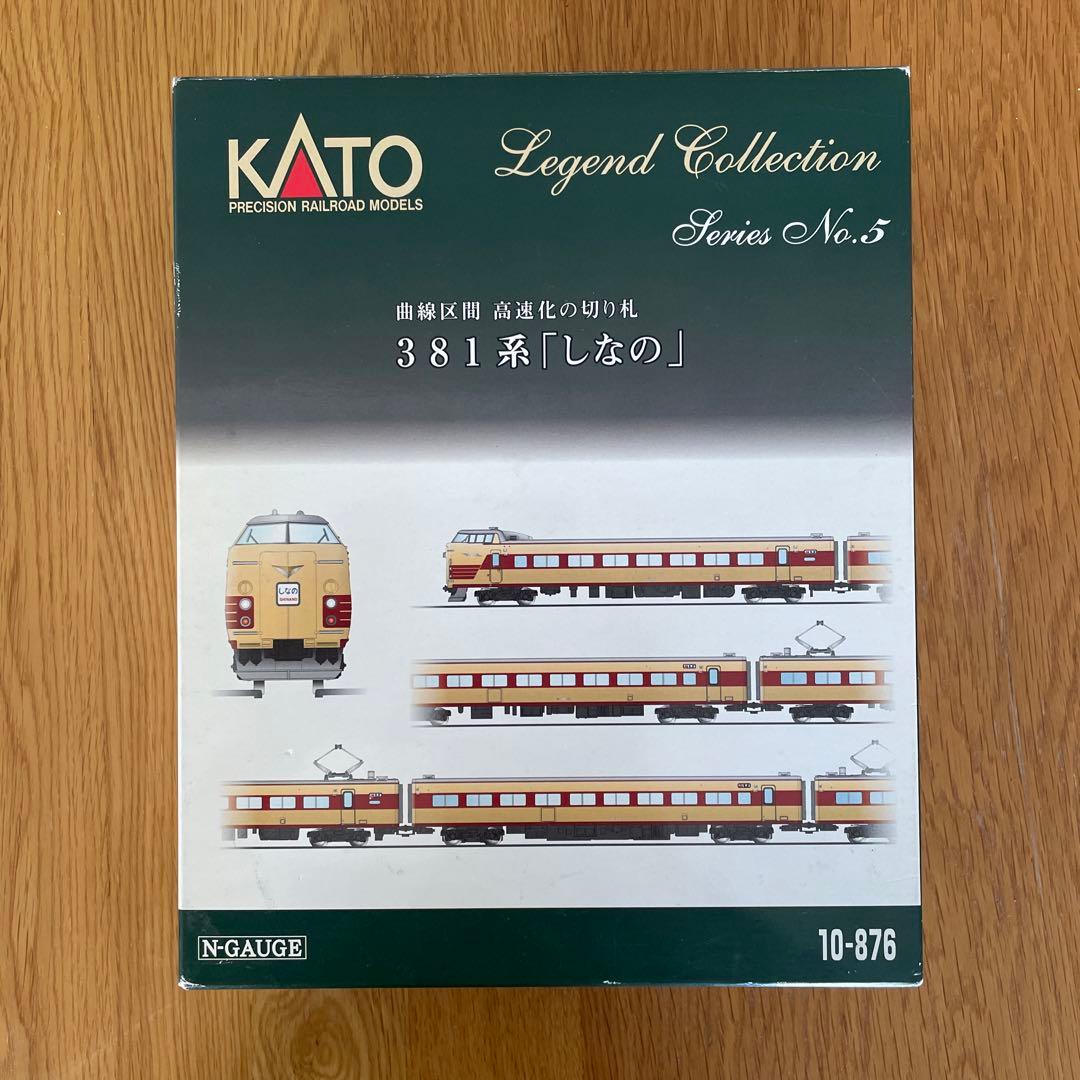 KATO
PRECISION RAILROAD MODELS
Legend Collection
Series No.5
曲線区間 高速化の切り札
381系「しなの」
しなの
SHINANO
N-GAUGE
10-876